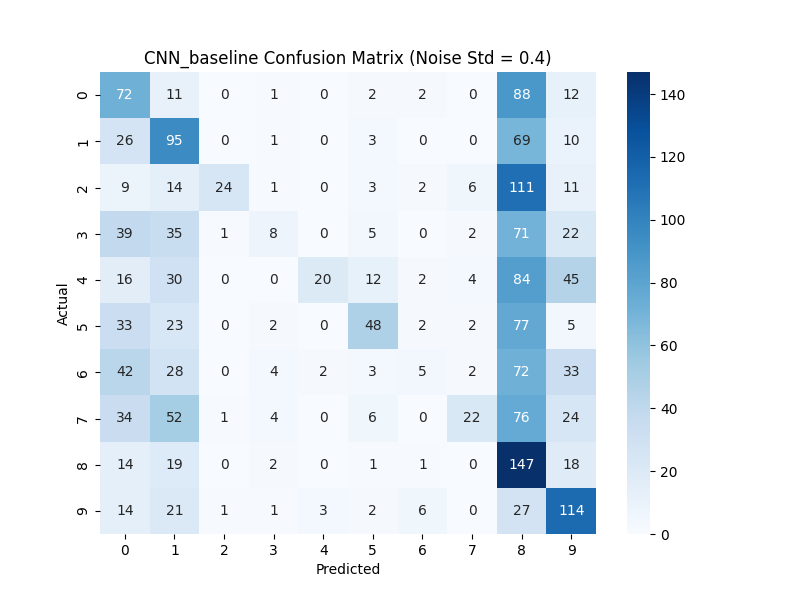 CNN_baseline Confusion Matrix (Noise Std = 0.4)
0 72 11 0 1 0 2 2 0 88 12
1 26 95 0 1 0 3 0 0 69 10
2 9 14 24 1 0 3 2 6 111 11
3 39 35 1 8 0 5 0 2 71 22
4 16 30 0 0 20 12 2 4 84 45
5 33 23 0 2 0 48 2 2 77 5
6 42 28 0 4 2 3 5 2 72 33
7 34 52 1 4 0 6 0 22 76 24
8 14 19 0 2 0 1 1 0 147 18
9 14 21 1 1 3 2 6 0 27 114
0 1 2 3 4 5 6 7 8 9
Predicted
Actual
140
120
100
80
60
40
20
0